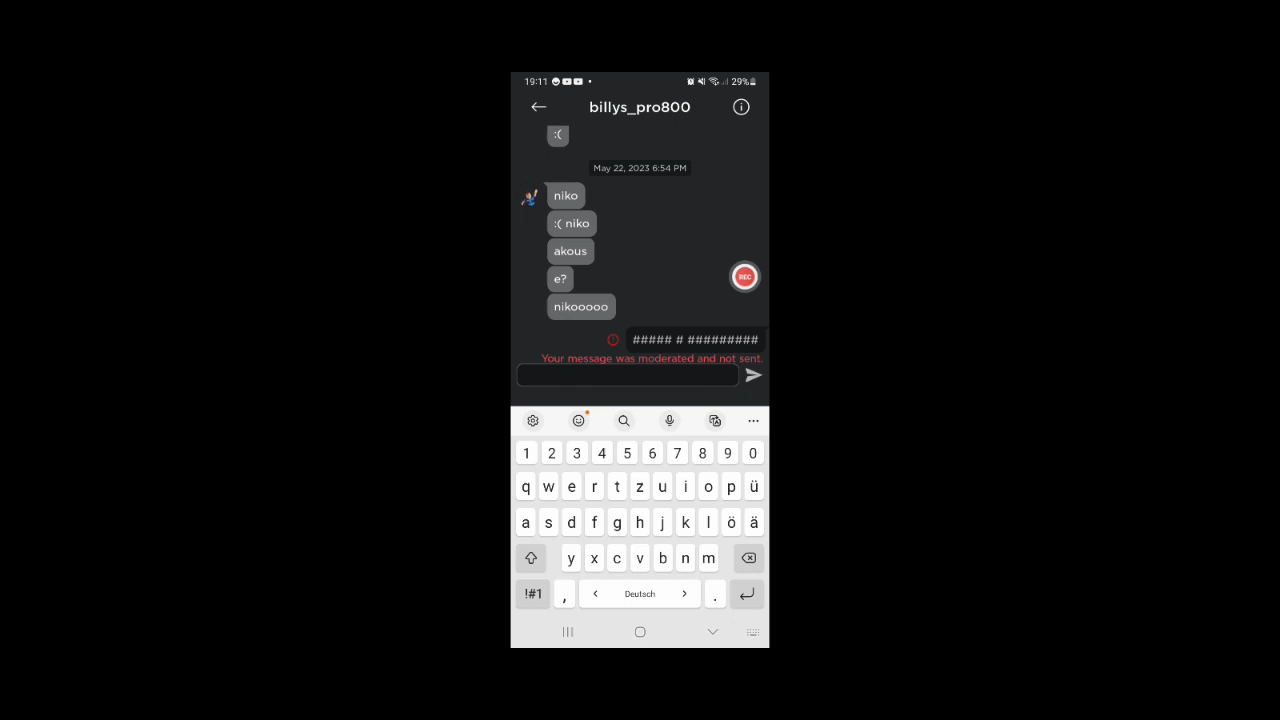 19:11 29%
billys_pro800
:(
May 22, 2023 6:54 PM
niko
:( niko
akous
e?
REC
nikooooo
##### # #########
Your message was moderated and not sent.
1 2 3 4 5 6 7 8 9 0
q w e r t z u i o p ü
a s d f g h j k l ö ä
y x c v b n m
!#1 , < Deutsch > .